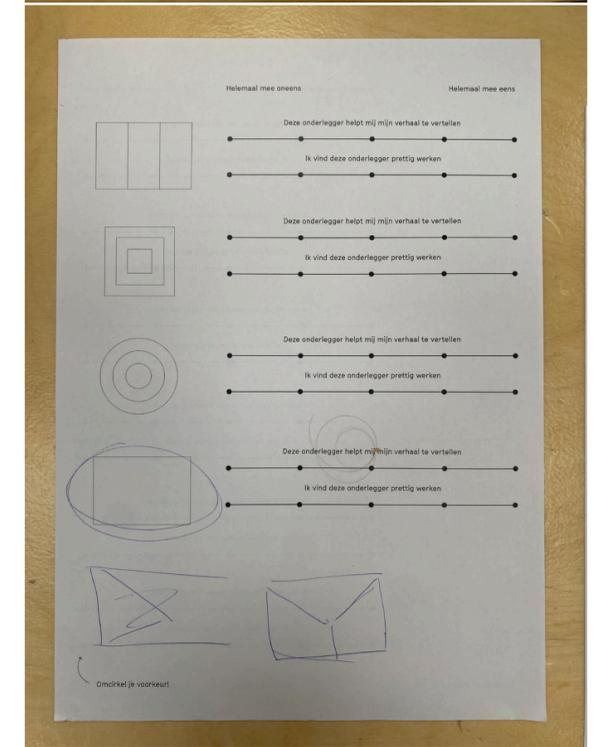 Helemaal mee oneens Helemaal mee eens
Deze onderlegger helpt mij mijn verhaal te vertellen
Ik vind deze onderlegger prettig werken
Deze onderlegger helpt mij mijn verhaal te vertellen
Ik vind deze onderlegger prettig werken
Deze onderlegger helpt mij mijn verhaal te vertellen
Ik vind deze onderlegger prettig werken
Deze onderlegger helpt mij mijn verhaal te vertellen
Ik vind deze onderlegger prettig werken
Omcirkel je voorkeur!